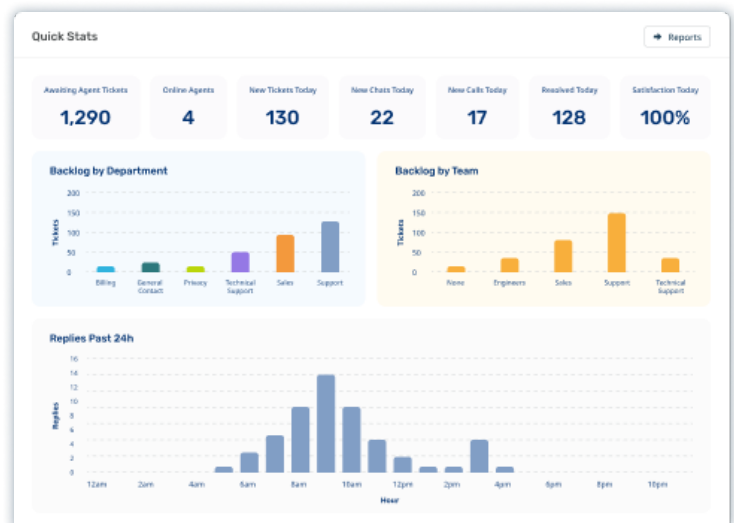 Quick Stats
Reports
Awaiting Agent Tickets
Online Agents
New Tickets Today
New Chats Today
New Calls Today
Resolved Today
Satisfaction Today
1,290
4
130
22
17
128
100%
Backlog by Department
200
150
100
50
0
Tickets
Billing
General
Contact
Privacy
Technical
Support
Sales
Support
Backlog by Team
200
150
100
50
0
Tickets
None
Engineers
Sales
Support
Technical
Support
Replies Past 24h
16
14
12
10
8
6
4
2
0
Replies
12am
2am
4am
6am
8am
10am
12pm
2pm
4pm
6pm
8pm
10pm
Hour